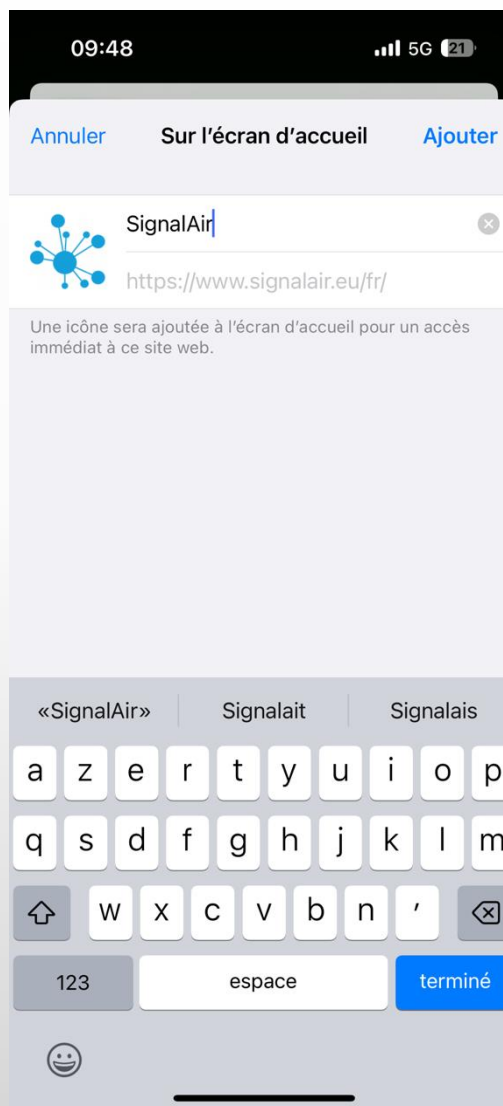 09:48 5G 21
Annuler Sur l'écran d'accueil Ajouter
SignalAir
https://www.signalair.eu/fr/
Une icône sera ajoutée à l'écran d'accueil pour un accès
immédiat à ce site web.
«SignalAir» Signalait Signalais
a z e r t y u i o p
q s d f g h j k l m
w x c v b n '
123 espace terminé